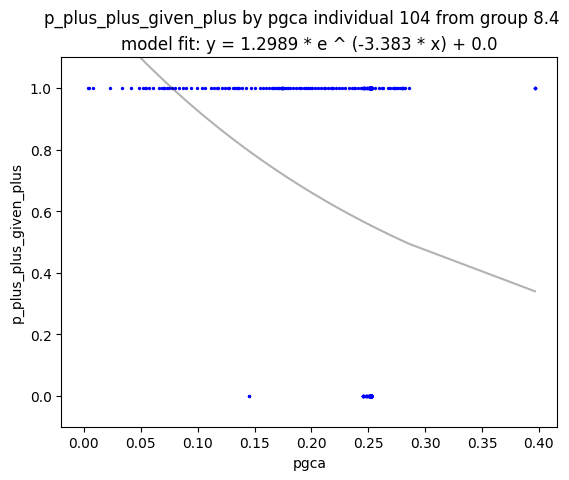 p_plus_plus_given_plus by pgca individual 104 from group 8.4
model fit: y = 1.2989 * e ^ (-3.383 * x) + 0.0
p_plus_plus_given_plus
1.0
0.8
0.6
0.4
0.2
0.0
0.00 0.05 0.10 0.15 0.20 0.25 0.30 0.35 0.40
pgca